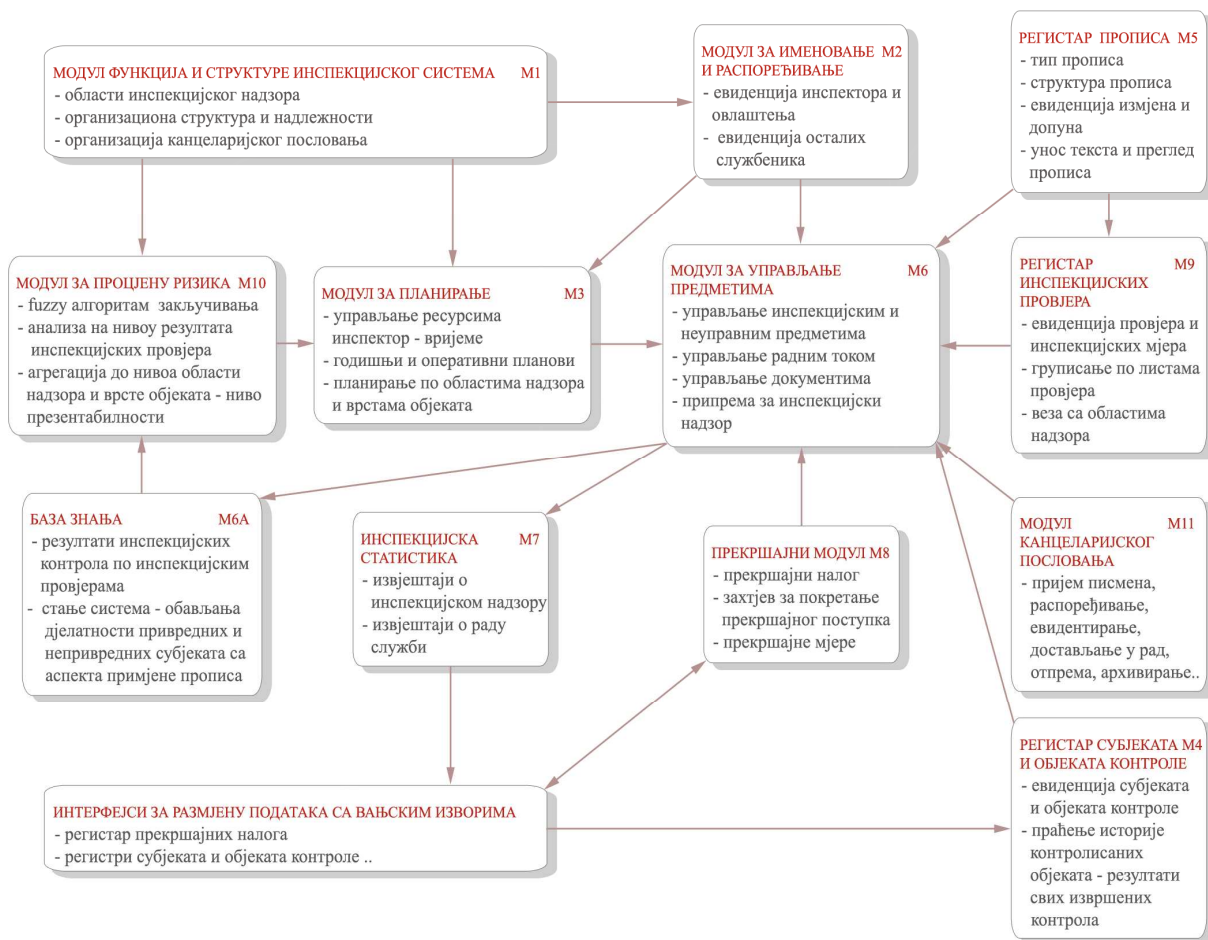 МОДУЛ ФУНКЦИЈА И СТРУКТУРЕ ИНСПЕКЦИЈСКОГ СИСТЕМА М1
- области инспекцијског надзора
- организациона структура и надлежности
- организација канцеларијског пословања
МОДУЛ ЗА ИМЕНОВАЊЕ М2
И РАСПОРЕЂИВАЊЕ
- евиденција инспектора и
овлаштења
- евиденција осталих
службеника
РЕГИСТАР ПРОПИСА М5
- тип прописа
- структура прописа
- евиденција измјена и
допуна
- унос текста и преглед
прописа
МОДУЛ ЗА ПРОЦЈЕНУ РИЗИКА М10
- fuzzy алгоритам закључивања
- анализа на нивоу резултата
инспекцијских провјера
- агрегација до нивоа области
надзора и врсте објеката - ниво
презентабилности
МОДУЛ ЗА ПЛАНИРАЊЕ М3
- управљање ресурсима
инспектор - вријеме
- годишњи и оперативни планови
- планирање по областима надзора
и врстама објеката
МОДУЛ ЗА УПРАВЉАЊЕ М6
ПРЕДМЕТИМА
- управљање инспекцијским и
неуправним предметима
- управљање радним током
- управљање документима
- припрема за инспекцијски
надзор
РЕГИСТАР М9
ИНСПЕКЦИЈСКИХ
ПРОВЈЕРА
- евиденција провјера и
инспекцијских мјера
- груписање по листама
провјера
- веза са областима
надзора
БАЗА ЗНАЊА М6А
- резултати инспекцијских
контрола по инспекцијским
провјерама
- стање система - обављања
дјелатности привредних и
непривредних субјеката са
аспекта примјене прописа
ИНСПЕКЦИЈСКА М7
СТАТИСТИКА
- извјештаји о
инспекцијском надзору
- извјештаји о раду
служби
ПРЕКРШАЈНИ МОДУЛ М8
- прекршајни налог
- захтјев за покретање
прекршајног поступка
- прекршајне мјере
МОДУЛ М11
КАНЦЕЛАРИЈСКОГ
ПОСЛОВАЊА
- пријем писмена,
распоређивање,
евидентирање,
достављање у рад,
отпрема, архивирање..
ИНТЕРФЕЈСИ ЗА РАЗМЈЕНУ ПОДАТАКА СА ВАЊСКИМ ИЗВОРИМА
- регистар прекршајних налога
- регистри субјеката и објеката контроле ..
РЕГИСТАР СУБЈЕКАТА М4
И ОБЈЕКАТА КОНТРОЛЕ
- евиденција субјеката
и објеката контроле
- праћење историје
контролисаних
објеката - резултати
свих извршених
контрола